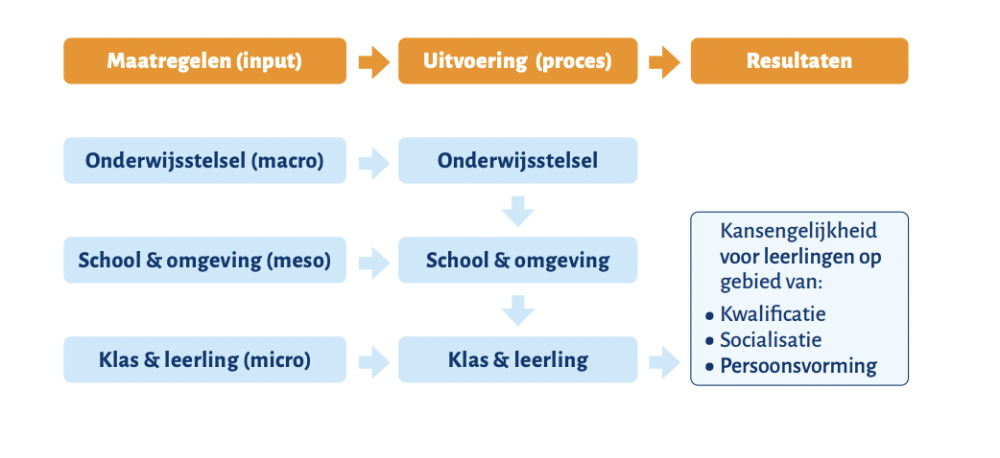 Maatregelen (input)
Uitvoering (proces)
Resultaten
Onderwijsstelsel (macro)
Onderwijsstelsel
School & omgeving (meso)
School & omgeving
Klas & leerling (micro)
Klas & leerling
Kansengelijkheid
voor leerlingen op
gebied van:
• Kwalificatie
• Socialisatie
• Persoonsvorming